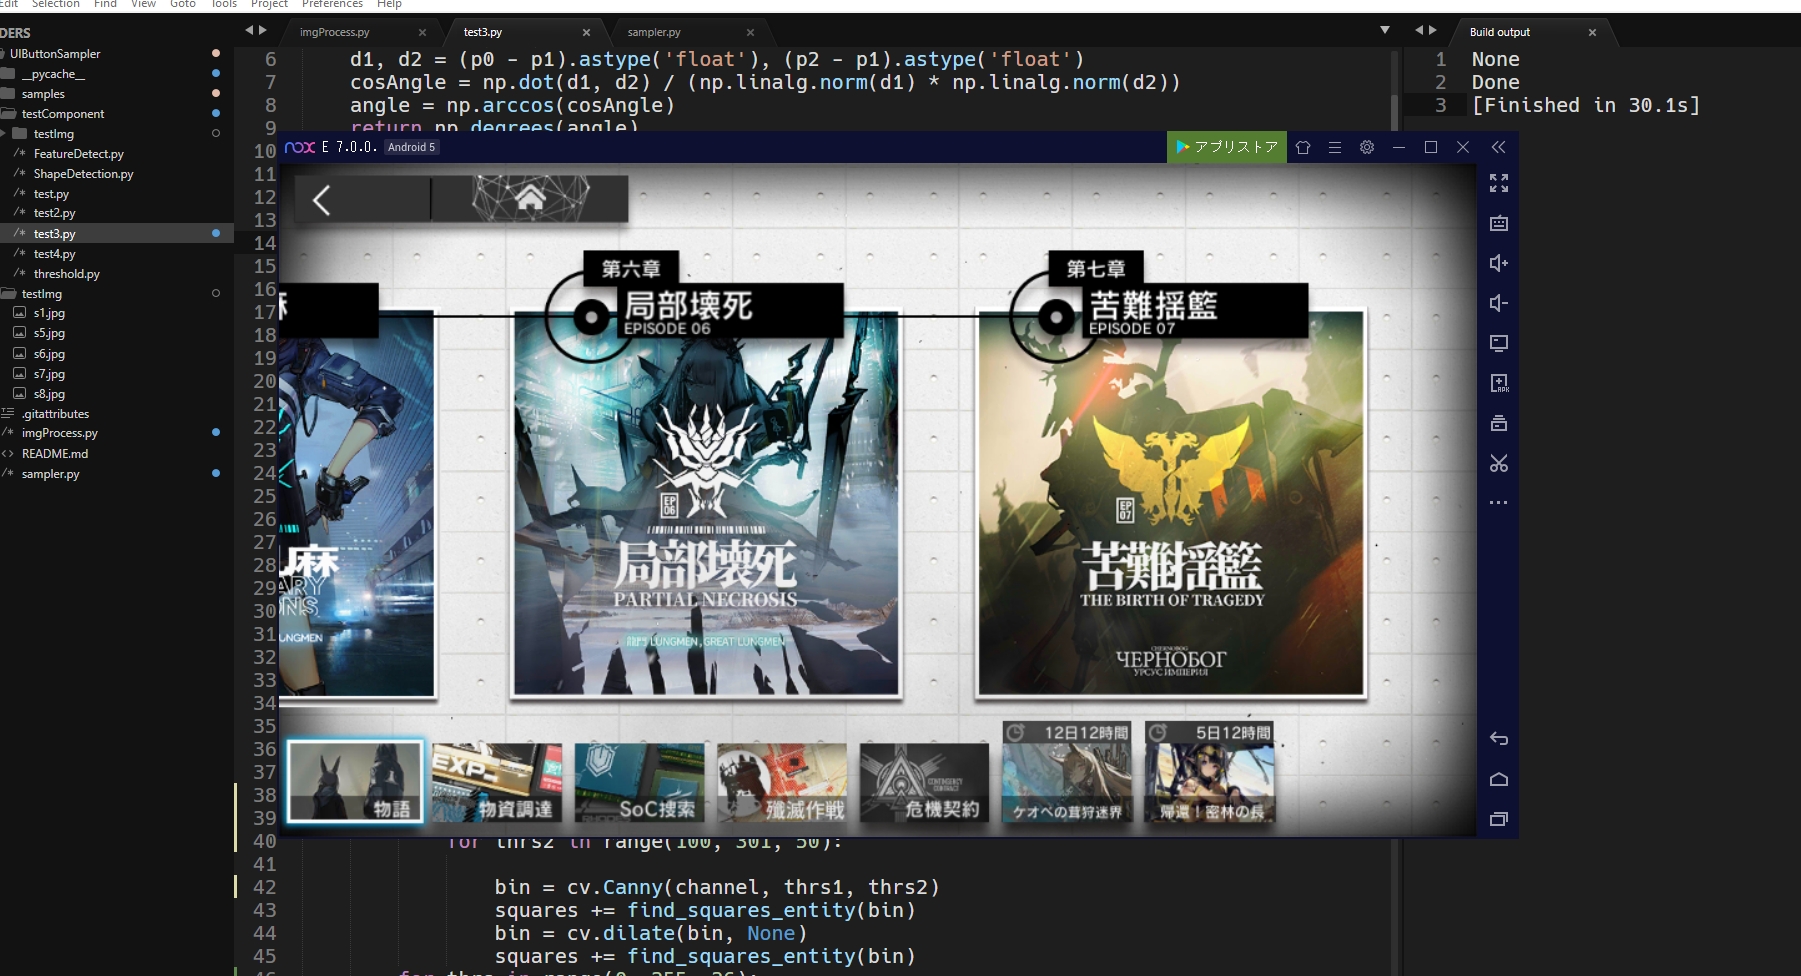 Edit Selection Find View Goto Tools Project Preferences Help
DERS
UIButtonSampler
__pycache__
samples
testComponent
testImg
FeatureDetect.py
ShapeDetection.py
test.py
test2.py
test3.py
test4.py
threshold.py
testImg
s1.jpg
s5.jpg
s6.jpg
s7.jpg
s8.jpg
.gitattributes
imgProcess.py
README.md
sampler.py
imgProcess.py
test3.py
sampler.py
6 d1, d2 = (p0 - p1).astype('float'), (p2 - p1).astype('float')
7 cosAngle = np.dot(d1, d2) / (np.linalg.norm(d1) * np.linalg.norm(d2))
8 angle = np.arccos(cosAngle)
9 return np.degrees(angle)
10
11
12
13
14
15
16
17
18
19
20
21
22
23
24
25
26
27
28
29
30
31
32
33
34
35
36
37
38
39
40 for thrs2 in range(100, 301, 50):
41
42 bin = cv.Canny(channel, thrs1, thrs2)
43 squares += find_squares_entity(bin)
44 bin = cv.dilate(bin, None)
45 squares += find_squares_entity(bin)
46 for thrs in range(0, 255, 26):
Build output
1 None
2 Done
3 [Finished in 30.1s]
nox E 7.0.0. Android 5
アプリストア
第六章
局部壊死
EPISODE 06
第七章
苦難揺籃
EPISODE 07
麻
ARY
ONS
UNGMEN
EP
06
局部壊死
PARTIAL NECROSIS
LUNGMEN, GREAT LUNGMEN
EP
07
苦難揺籃
THE BIRTH OF TRAGEDY
CHERNOBOG
ЧЕРНОБОГ
УРСУС ИМПЕРИЯ
物語
EXP
物資調達
SoC捜索
殲滅作戦
CONTINGENCY
CONTRACT
危機契約
12日12時間
ケオベの茸狩迷界
5日12時間
帰還！密林の長